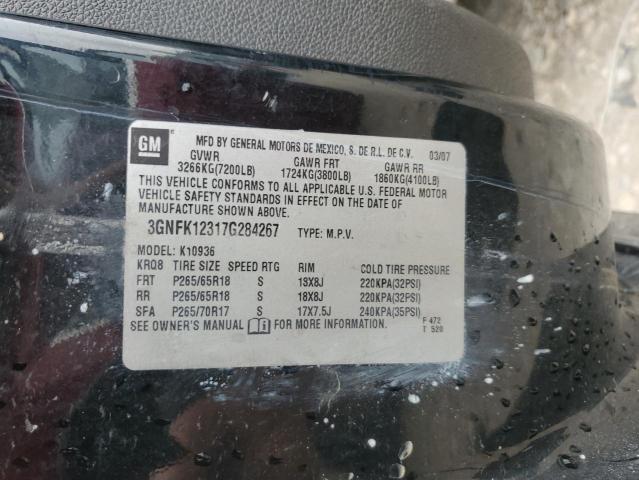 GM
MFD BY GENERAL MOTORS DE MEXICO, S. DE R.L. DE C.V. 03/07
GVWR GAWR FRT GAWR RR
3266KG(7200LB) 1724KG(3800LB) 1860KG(4100LB)
THIS VEHICLE CONFORMS TO ALL APPLICABLE U.S. FEDERAL MOTOR
VEHICLE SAFETY STANDARDS IN EFFECT ON THE DATE OF
MANUFACTURE SHOWN ABOVE.
3GNFK12317G284267 TYPE: M.P.V.
MODEL: K10936
KRQ8 TIRE SIZE SPEED RTG RIM COLD TIRE PRESSURE
FRT P265/65R18 S 18X8J 220KPA(32PSI)
RR P265/65R18 S 18X8J 220KPA(32PSI)
SFA P265/70R17 S 17X7.5J 240KPA(35PSI)
SEE OWNER'S MANUAL FOR MORE INFORMATION.
F 472
T 520